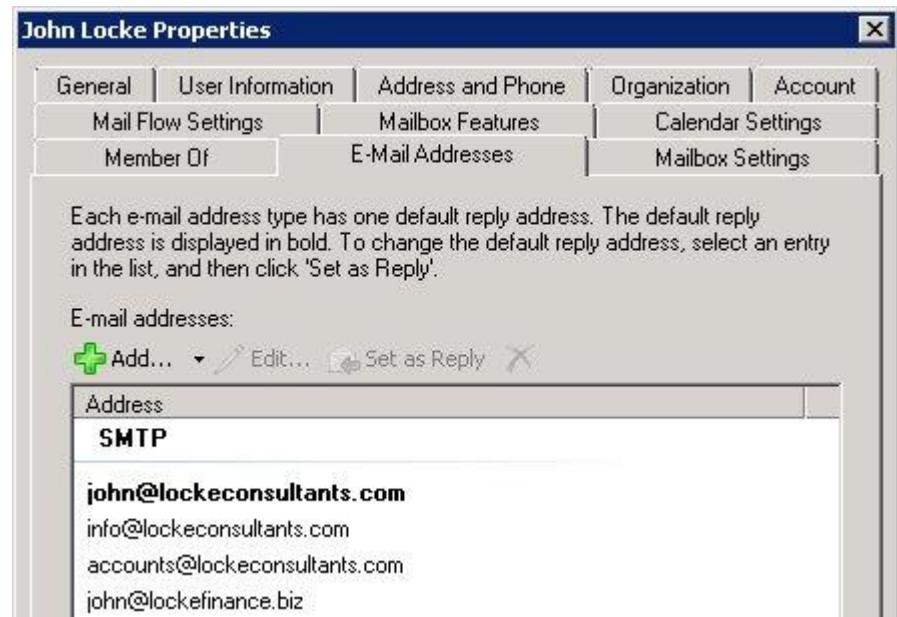 John Locke Properties
General User Information Address and Phone Organization Account
Mail Flow Settings Mailbox Features Calendar Settings
Member Of E-Mail Addresses Mailbox Settings
Each e-mail address type has one default reply address. The default reply
address is displayed in bold. To change the default reply address, select an entry
in the list, and then click 'Set as Reply'.
E-mail addresses:
Add... Edit... Set as Reply
Address
SMTP
john@lockeconsultants.com
info@lockeconsultants.com
accounts@lockeconsultants.com
john@lockefinance.biz